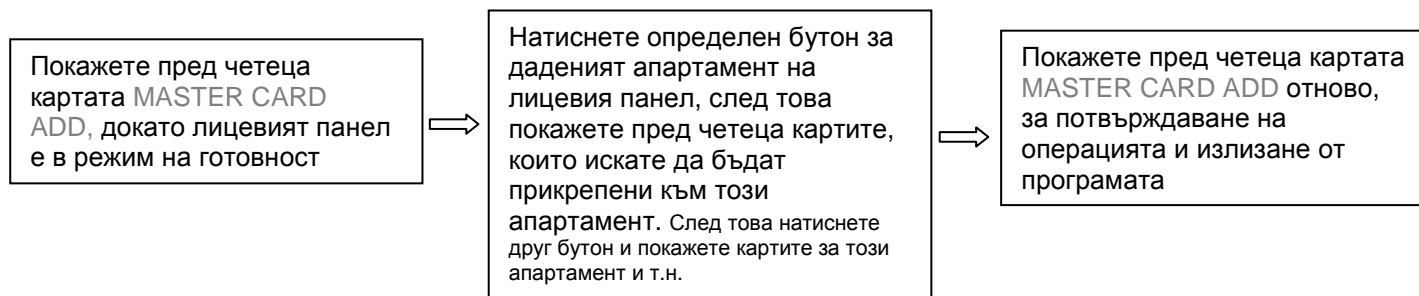 Покажете пред четеца
картата MASTER CARD
ADD, докато лицевият панел
е в режим на готовност
Натиснете определен бутон за
даденият апартамент на
лицевия панел, след това
покажете пред четеца картите,
които искате да бъдат
прикрепени към този
апартамент. След това натиснете
друг бутон и покажете картите за този
апартамент и т.н.
Покажете пред четеца картата
MASTER CARD ADD отново,
за потвърждаване на
операцията и излизане от
програмата